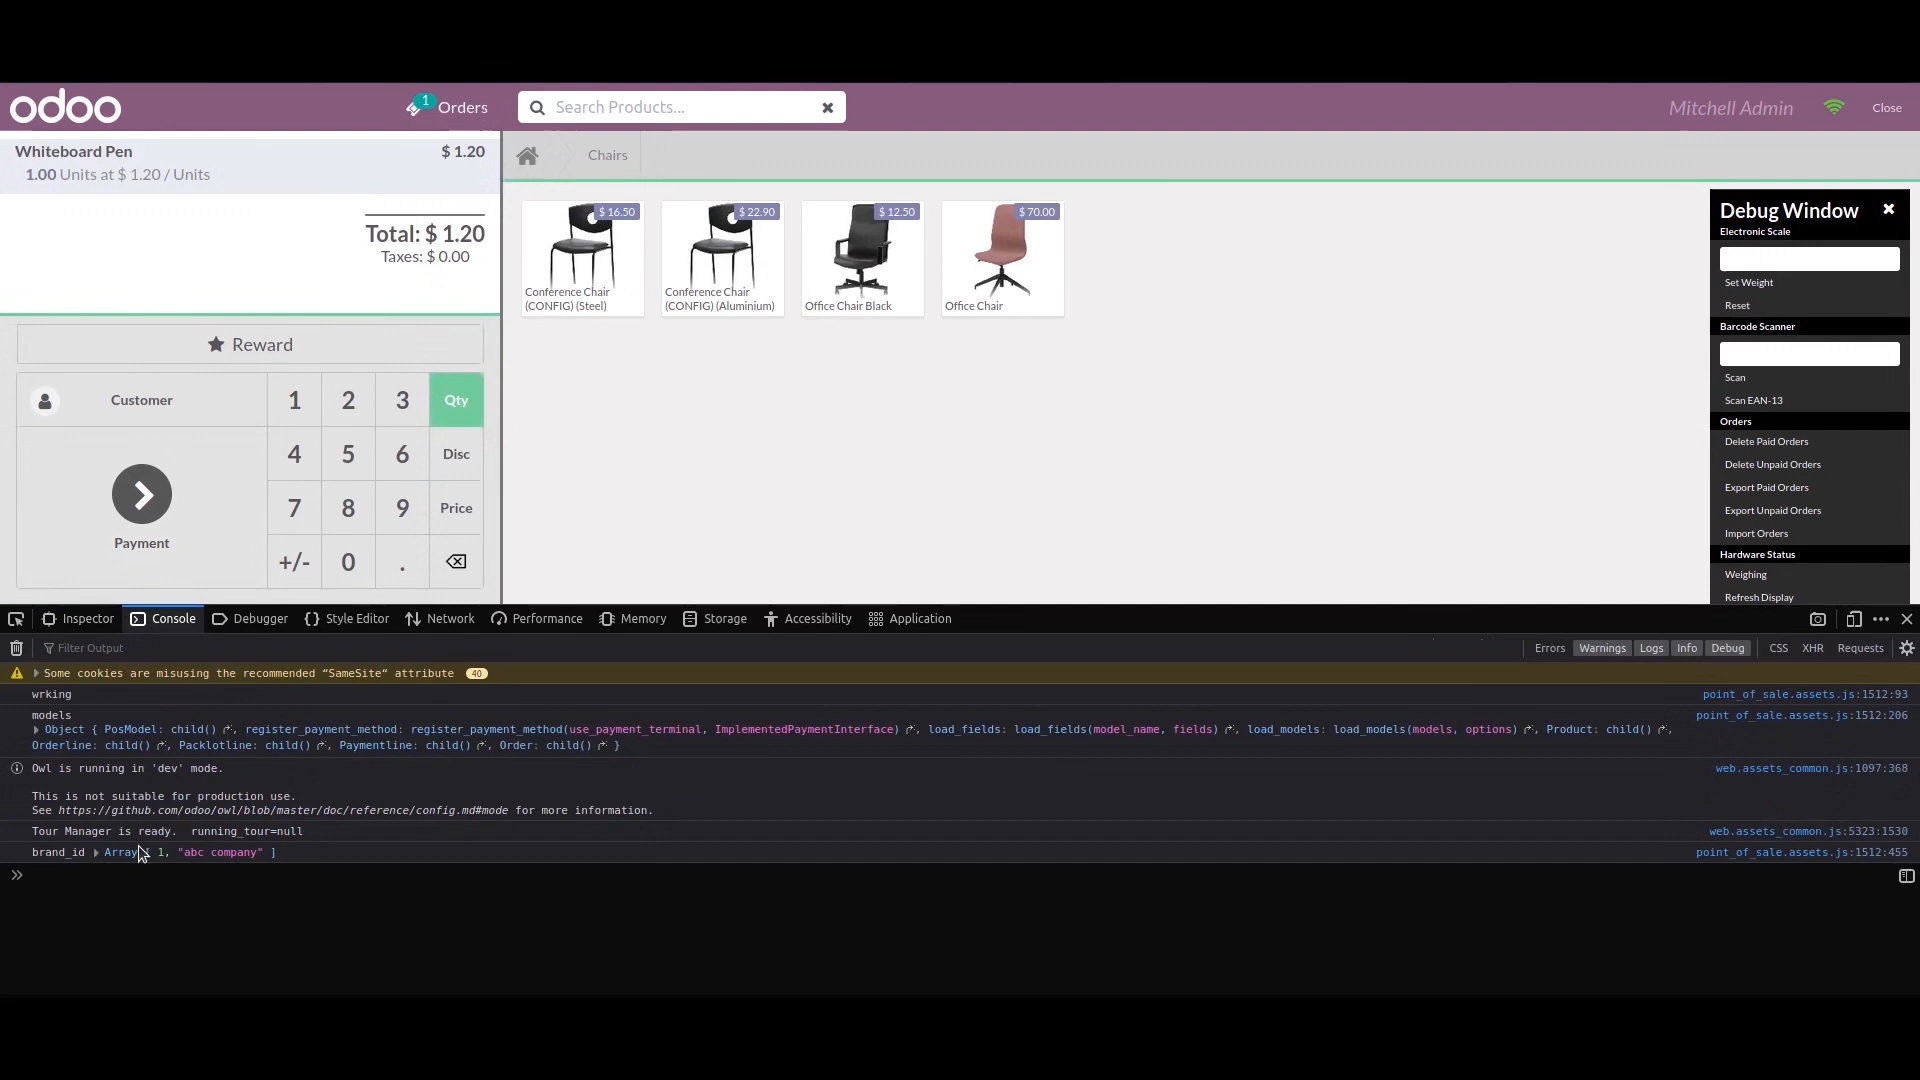 odoo
1 Orders
Search Products...
Mitchell Admin
Close
Whiteboard Pen $ 1.20
1.00 Units at $ 1.20 / Units
Total: $ 1.20
Taxes: $ 0.00
Reward
Customer
Payment
1 2 3 Qty
4 5 6 Disc
7 8 9 Price
+/- 0 .
Chairs
$ 16.50
Conference Chair
(CONFIG) (Steel)
$ 22.90
Conference Chair
(CONFIG) (Aluminium)
$ 12.50
Office Chair Black
$ 70.00
Office Chair
Debug Window
Electronic Scale
Set Weight
Reset
Barcode Scanner
Scan
Scan EAN-13
Orders
Delete Paid Orders
Delete Unpaid Orders
Export Paid Orders
Export Unpaid Orders
Import Orders
Hardware Status
Weighing
Refresh Display
Inspector Console Debugger Style Editor Network Performance Memory Storage Accessibility Application
Filter Output
Errors Warnings Logs Info Debug CSS XHR Requests
Some cookies are misusing the recommended “SameSite“ attribute 40
wrking point_of_sale.assets.js:1512:93
models point_of_sale.assets.js:1512:206
Object { PosModel: child(), register_payment_method: register_payment_method(use_payment_terminal, ImplementedPaymentInterface), load_fields: load_fields(model_name, fields), load_models: load_models(models, options), Product: child(),
Orderline: child(), Packlotline: child(), Paymentline: child(), Order: child() }
Owl is running in 'dev' mode. web.assets_common.js:1097:368
This is not suitable for production use.
See https://github.com/odoo/owl/blob/master/doc/reference/config.md#mode for more information.
Tour Manager is ready. running_tour=null web.assets_common.js:5323:1530
brand_id Array [ 1, "abc company" ] point_of_sale.assets.js:1512:455